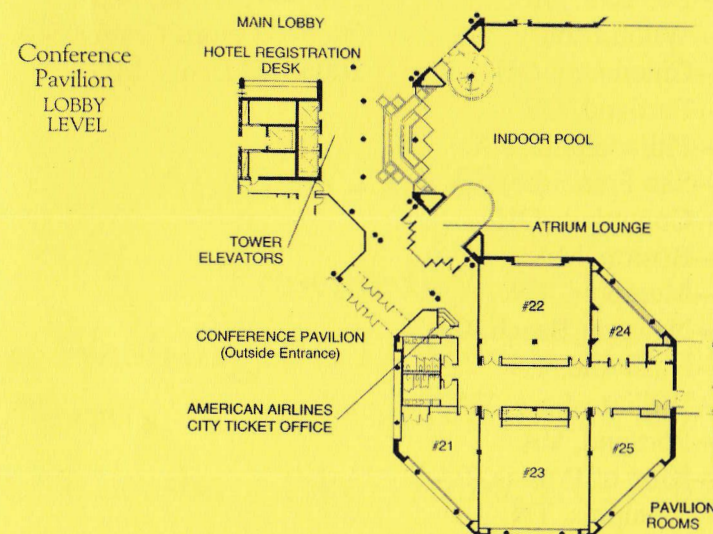 Conference
Pavilion
LOBBY
LEVEL
MAIN LOBBY
HOTEL REGISTRATION
DESK
INDOOR POOL
ATRIUM LOUNGE
TOWER
ELEVATORS
#22
#24
CONFERENCE PAVILION
(Outside Entrance)
AMERICAN AIRLINES
CITY TICKET OFFICE
#21
#23
#25
PAVILION
ROOMS